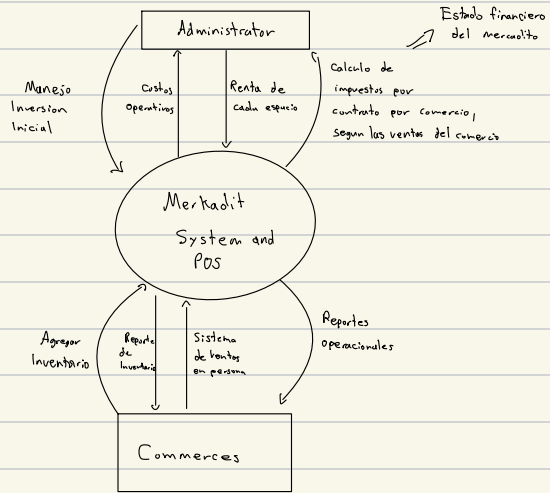 Estado financiero
del mercadito
Administrator
Manejo
Inversion
Inicial
Costos
Operativos
Renta de
cada espacio
Calculo de
impuestos por
contrato por comercio,
segun las ventas del comercio
Merkadit
System and
POS
Agregar
Inventario
Reporte
de
Inventario
Sistema
de ventas
en persona
Reportes
operacionales
Commerces